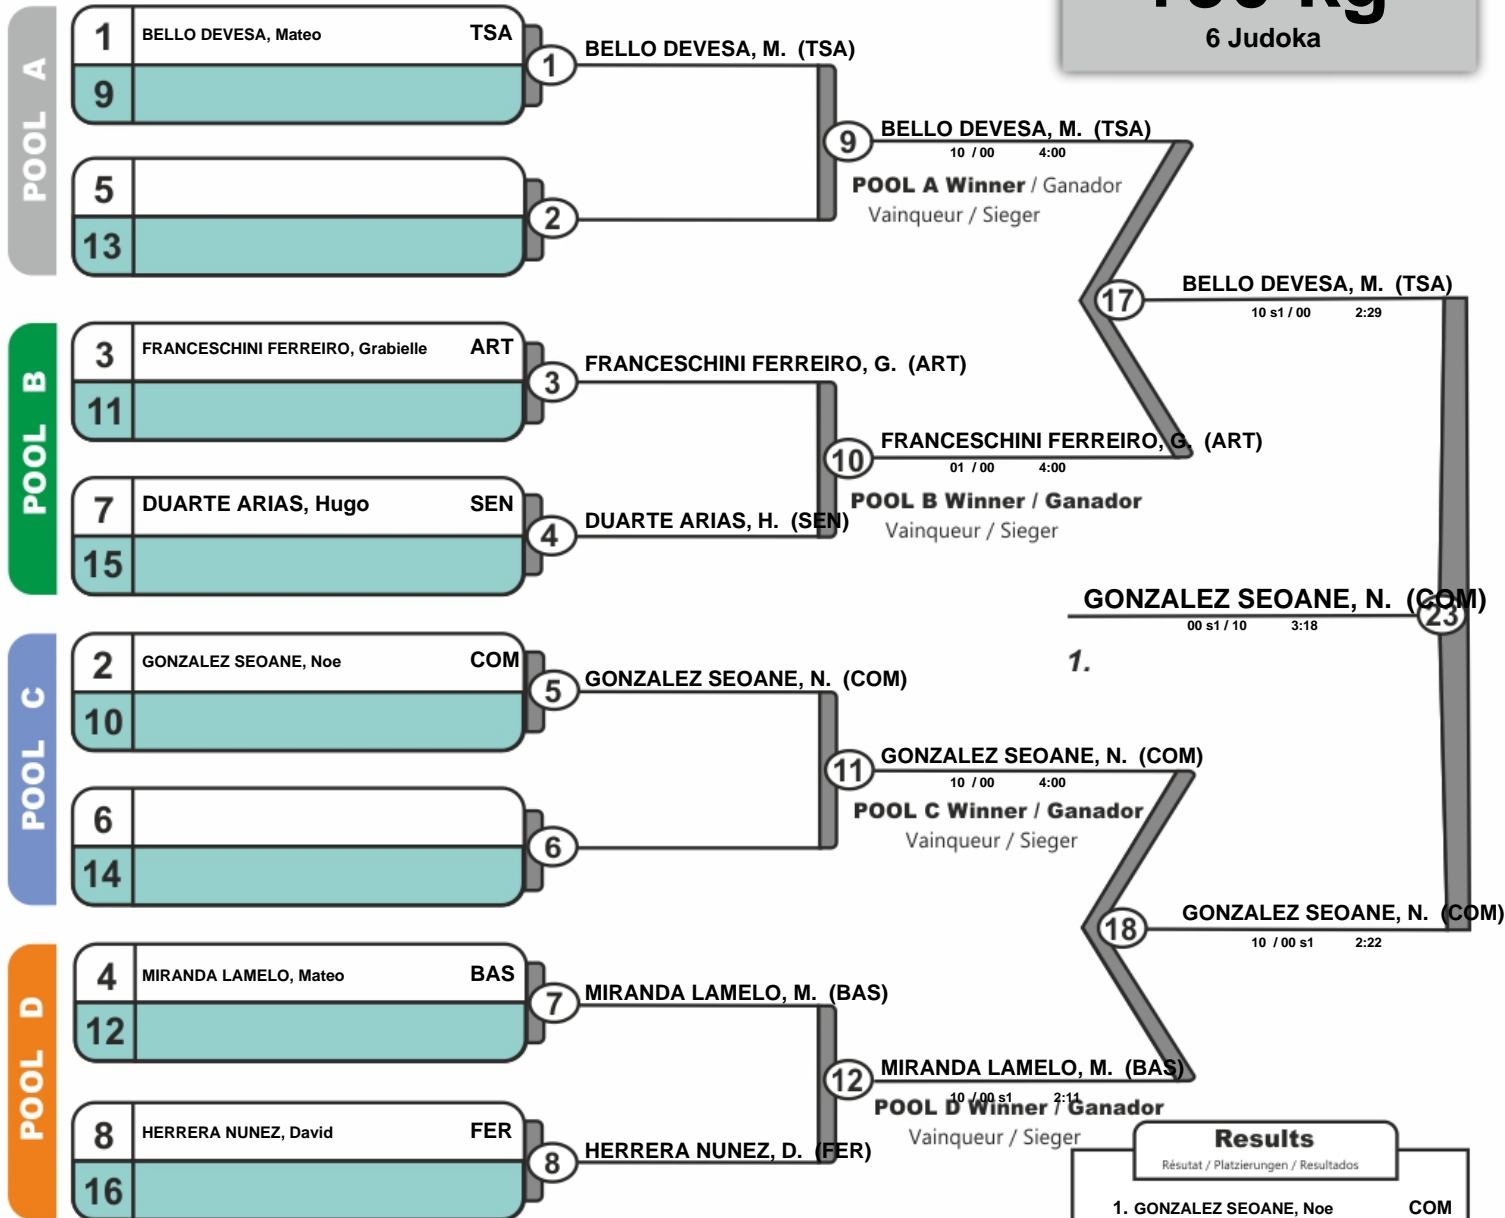 6 Judoka
POOL A
1 BELLO DEVESA, Mateo TSA
9
5
13
1 BELLO DEVESA, M. (TSA)
2
9 BELLO DEVESA, M. (TSA)
10 / 00 4:00
POOL A Winner / Ganador
Vainqueur / Sieger
17 BELLO DEVESA, M. (TSA)
10 s1 / 00 2:29
POOL B
3 FRANCESCHINI FERREIRO, Grabielle ART
11
7 DUARTE ARIAS, Hugo SEN
15
3 FRANCESCHINI FERREIRO, G. (ART)
4 DUARTE ARIAS, H. (SEN)
10 FRANCESCHINI FERREIRO, G. (ART)
01 / 00 4:00
POOL B Winner / Ganador
Vainqueur / Sieger
GONZALEZ SEOANE, N. (COM)
23
00 s1 / 10 3:18
1.
POOL C
2 GONZALEZ SEOANE, Noe COM
10
6
14
5 GONZALEZ SEOANE, N. (COM)
6
11 GONZALEZ SEOANE, N. (COM)
10 / 00 4:00
POOL C Winner / Ganador
Vainqueur / Sieger
18 GONZALEZ SEOANE, N. (COM)
10 / 00 s1 2:22
POOL D
4 MIRANDA LAMELO, Mateo BAS
12
8 HERRERA NUNEZ, David FER
16
7 MIRANDA LAMELO, M. (BAS)
8 HERRERA NUNEZ, D. (FER)
12 MIRANDA LAMELO, M. (BAS)
10 / 00 s1 2:11
POOL D Winner / Ganador
Vainqueur / Sieger
Results
Résutat / Platzierungen / Resultados
1. GONZALEZ SEOANE, Noe COM